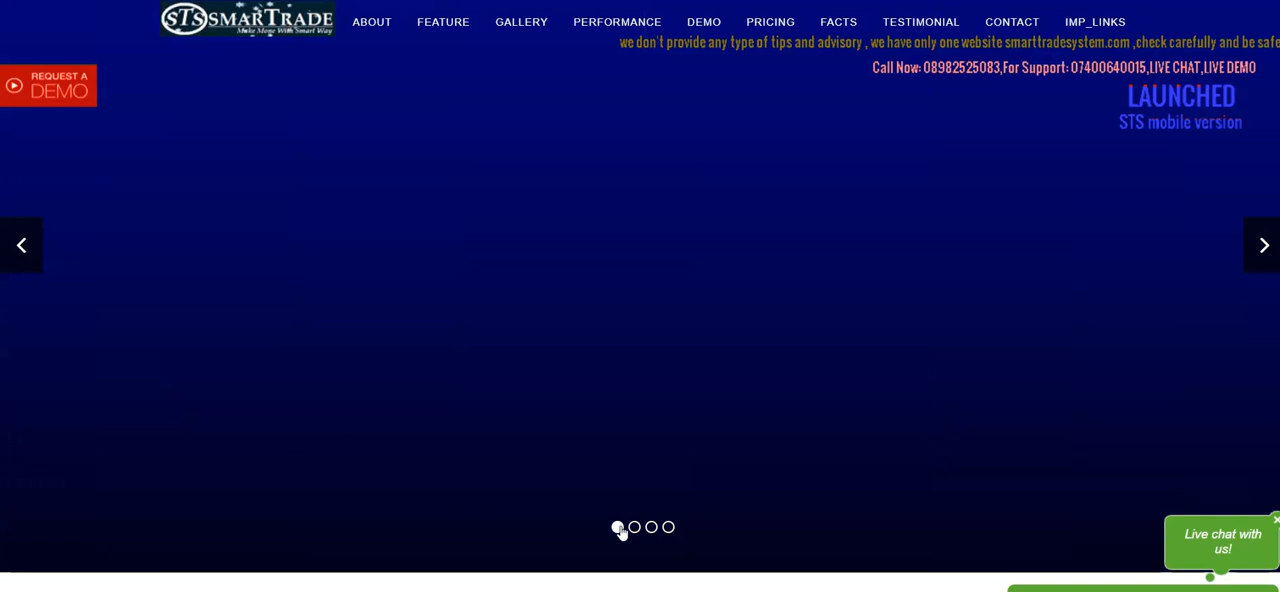 STS SMARTRADE
Make Mone With Smart Way
ABOUT FEATURE GALLERY PERFORMANCE DEMO PRICING FACTS TESTIMONIAL CONTACT IMP_LINKS
we don't provide any type of tips and advisory , we have only one website smarttradesystem.com ,check carefully and be safe
Call Now: 08982525083,For Support: 07400640015,LIVE CHAT,LIVE DEMO
REQUEST A
DEMO
LAUNCHED
STS mobile version
Live chat with
us!